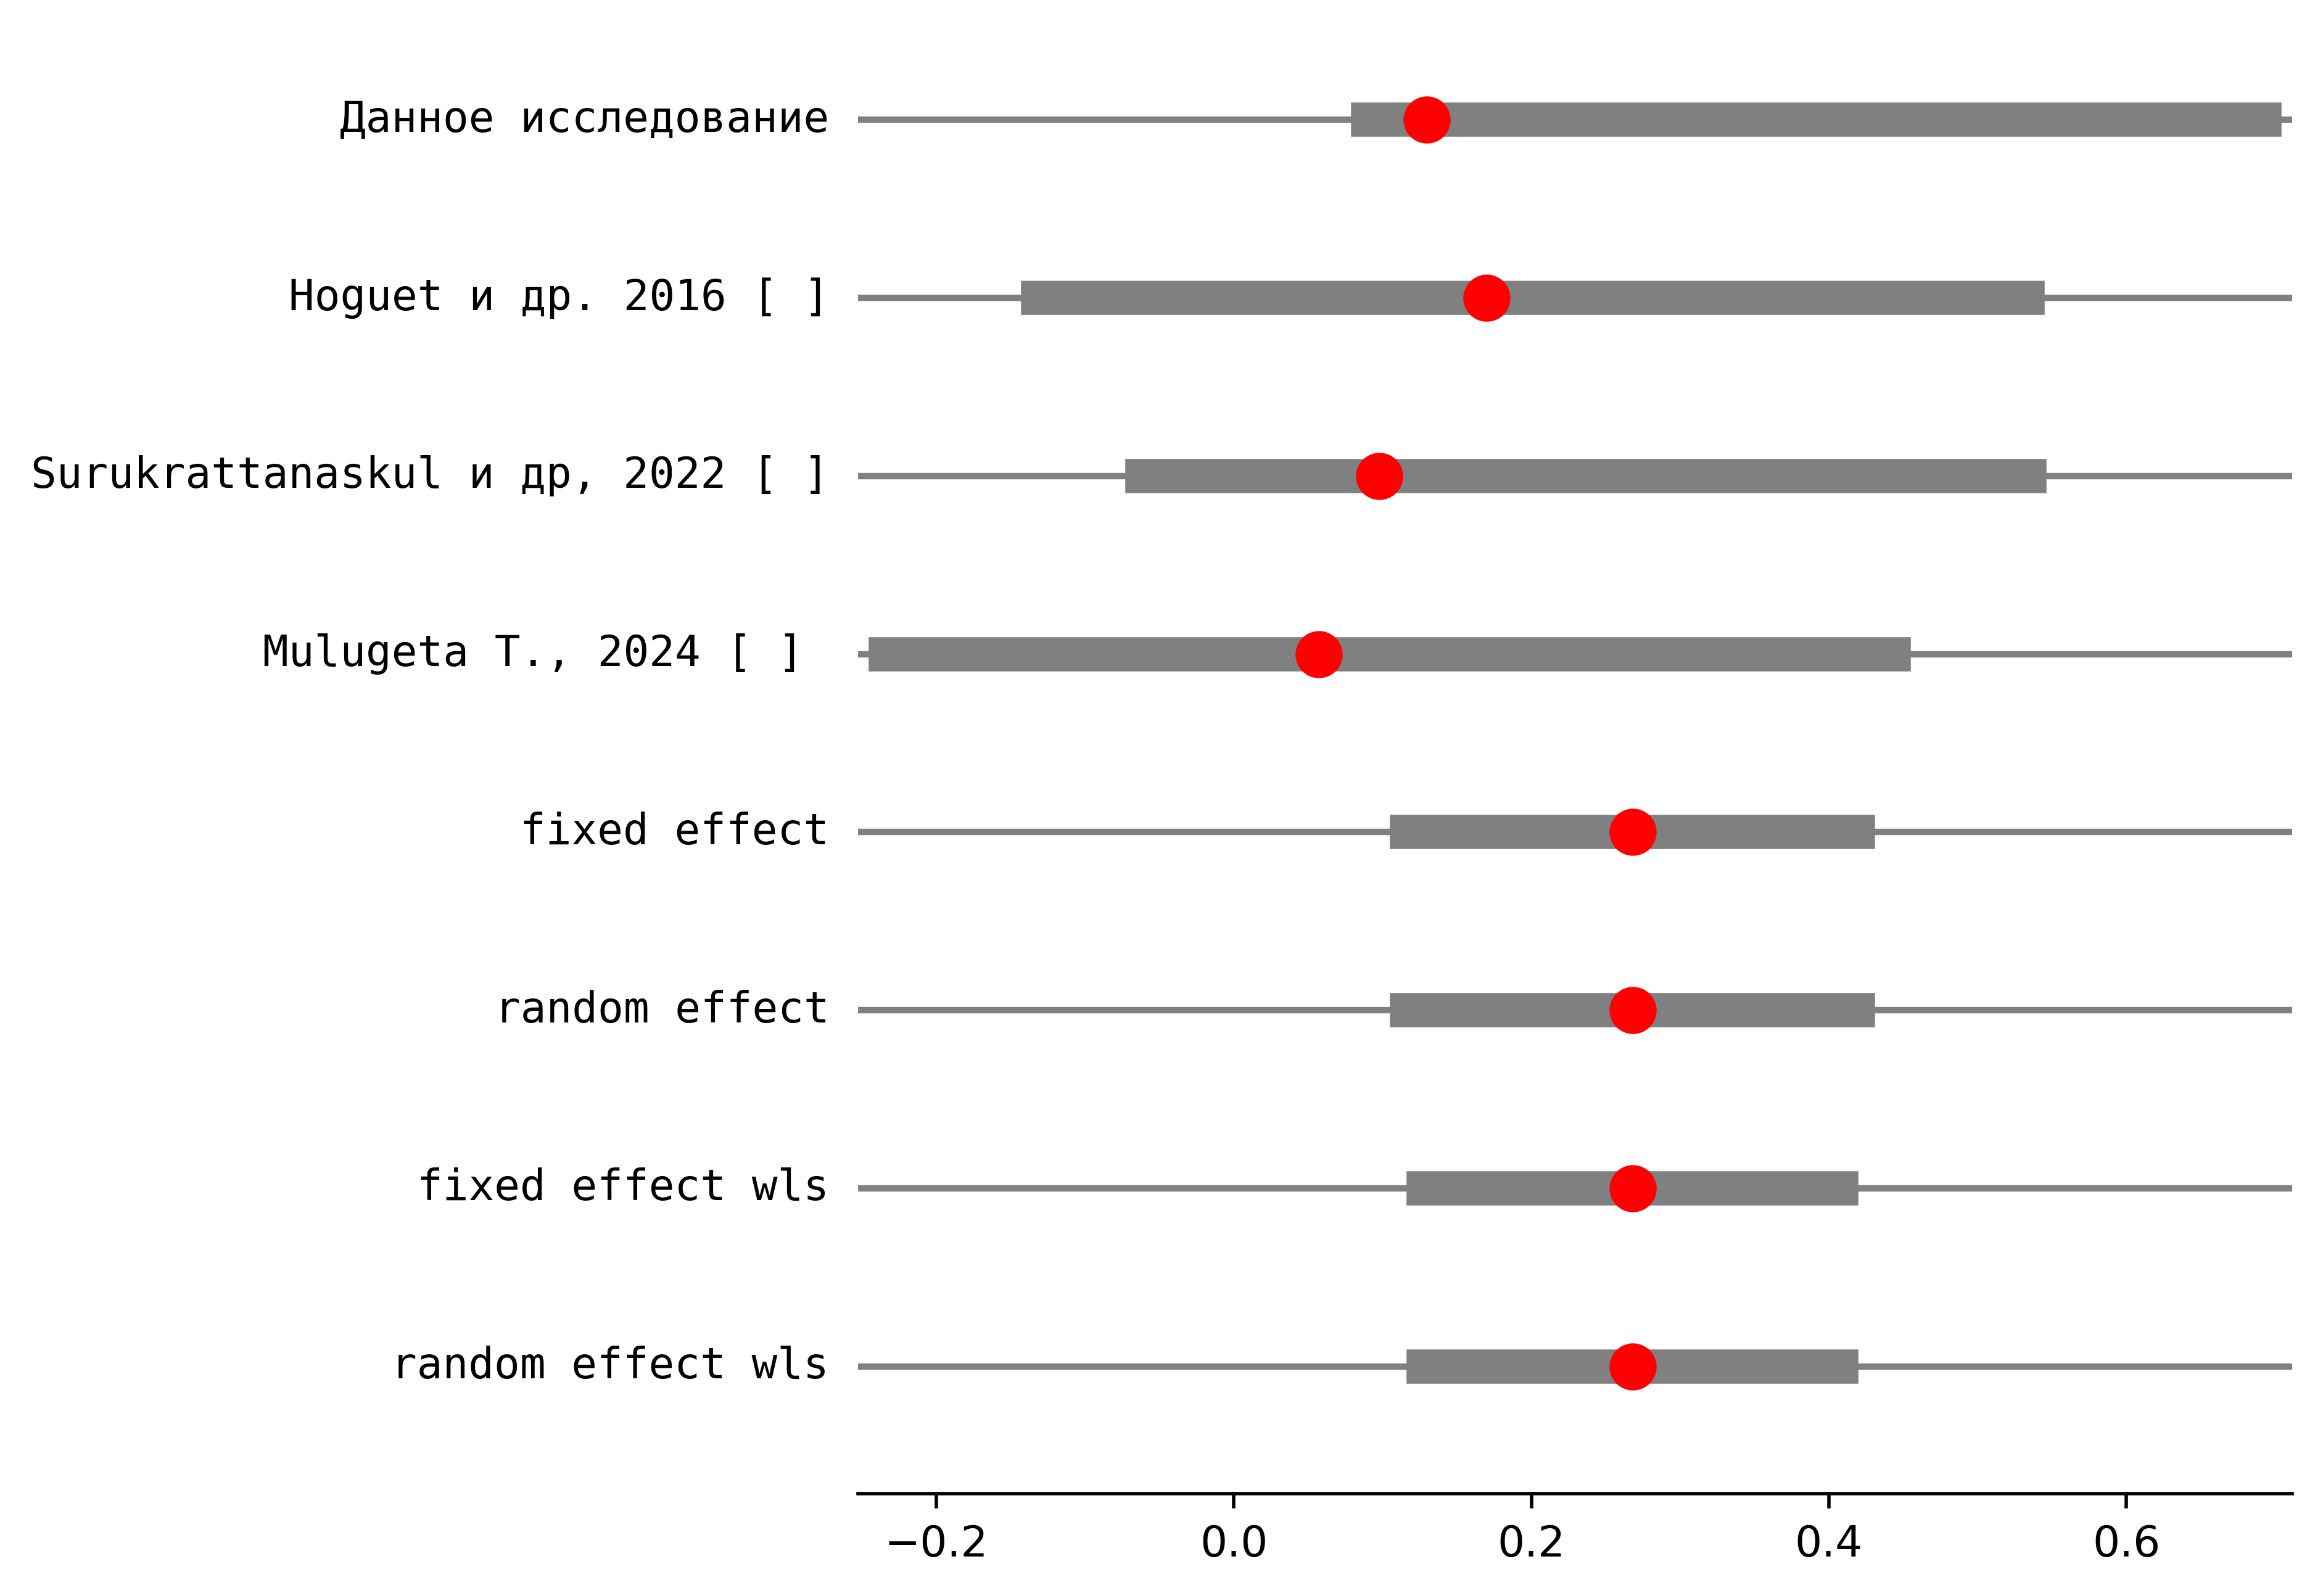 Данное исследование
Hoguet и др. 2016 [ ]
Surukrattanaskul и др, 2022 [ ]
Mulugeta T., 2024 [ ]
fixed effect
random effect
fixed effect wls
random effect wls
−0.2 0.0 0.2 0.4 0.6